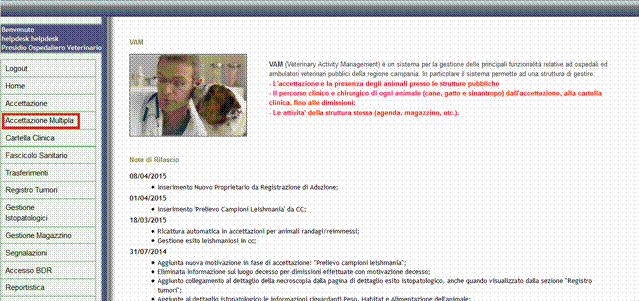 Benvenuto
helpdesk helpdesk
Presidio Ospedaliero Veterinario
Logout
Home
Accettazione
Accettazione Multipla
Cartella Clinica
Fascicolo Sanitario
Trasferimenti
Registro Tumori
Gestione
Istopatologici
Gestione Magazzino
Segnalazioni
Accesso BDR
Reportistica
VAM
VAM (Veterinary Activity Management) è un sistema per la gestione delle principali funzionalità relative ad ospedali ed
ambulatori veterinari pubblici della regione campania. In particolare il sistema permette ad una struttura di gestire:
- L'accettazione e la presenza degli animali presso le strutture pubbliche
- Il percorso clinico e chirurgico di ogni animale (cane, gatto e sinantropo) dall'accettazione, alla cartella
clinica, fino alle dimissioni;
- Le attivita' della struttura stessa (agenda, magazzino, etc.).
Note di Rilascio
08/04/2015
• Inserimento Nuovo Proprietario da Registrazione di Adozione;
01/04/2015
• Inserimento 'Prelievo Campioni Leishmania' da CC;
18/03/2015
• Ricattura automatica in accettazioni per animali randagi/reimmessi;
• Gestione esito leishmaniosi in cc;
31/07/2014
• Aggiunta nuova motivazione in fase di accettazione: "Prelievo campioni leishmania";
• Eliminata informazione sul luogo decesso per dimissioni effettuate con motivazione decesso;
• Aggiunto collegamento al dettaglio della necroscopia dalla pagina di dettaglio esito istopatologico, anche quando visualizzato dalla sezione "Registro
tumori";
• Aggiunte al dettaglio istopatologico le informazioni riguardanti Peso, Habitat e Alimentazione dell'animale;